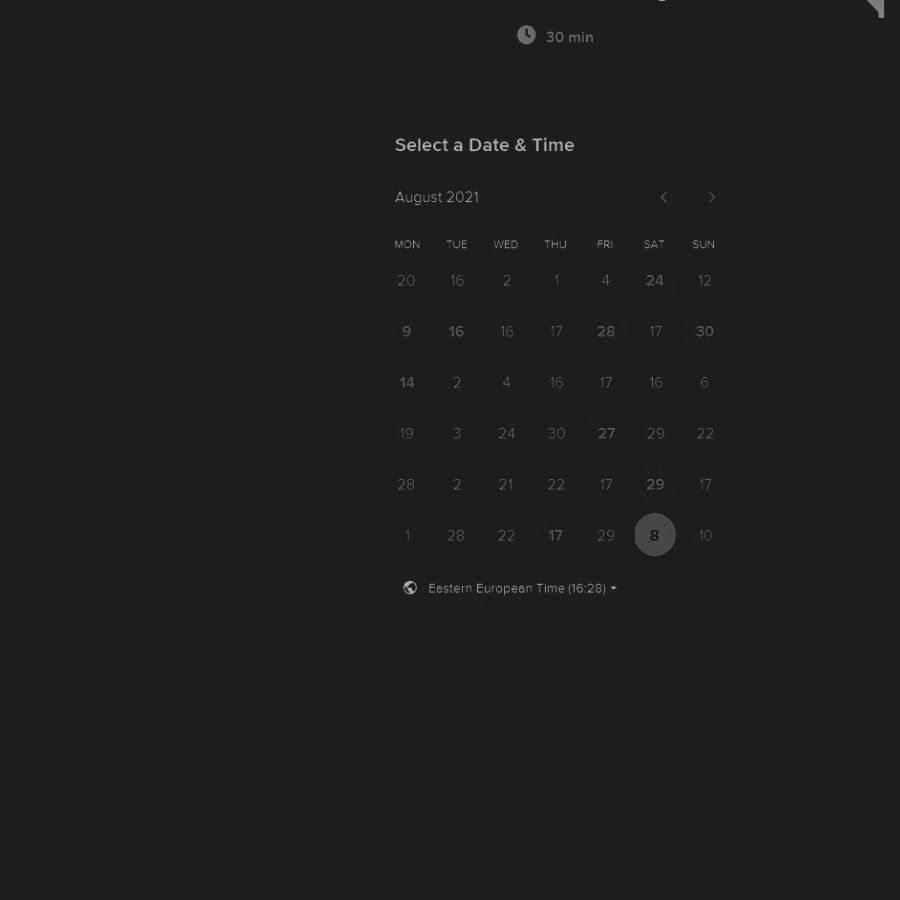 30 min
Select a Date & Time
August 2021
MON TUE WED THU FRI SAT SUN
20 16 2 1 4 24 12
9 16 16 17 28 17 30
14 2 4 16 17 16 6
19 3 24 30 27 29 22
28 2 21 22 17 29 17
1 28 22 17 29 8 10
Eastern European Time (16:28)